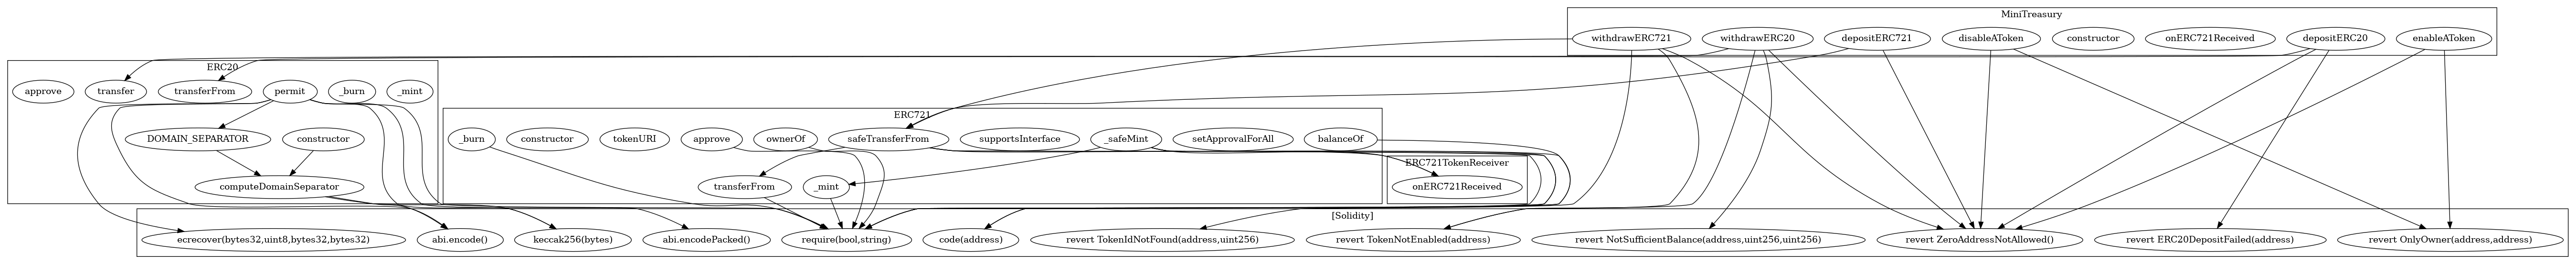 MiniTreasury
withdrawERC721
withdrawERC20
depositERC721
disableAToken
constructor
onERC721Received
depositERC20
enableAToken
ERC20
approve
transfer
transferFrom
permit
_burn
_mint
DOMAIN_SEPARATOR
constructor
computeDomainSeparator
ERC721
_burn
constructor
tokenURI
approve
ownerOf
safeTransferFrom
supportsInterface
_safeMint
setApprovalForAll
balanceOf
transferFrom
_mint
ERC721TokenReceiver
onERC721Received
[Solidity]
ecrecover(bytes32,uint8,bytes32,bytes32)
abi.encode()
keccak256(bytes)
abi.encodePacked()
require(bool,string)
code(address)
revert TokenIdNotFound(address,uint256)
revert TokenNotEnabled(address)
revert NotSufficientBalance(address,uint256,uint256)
revert ZeroAddressNotAllowed()
revert ERC20DepositFailed(address)
revert OnlyOwner(address,address)